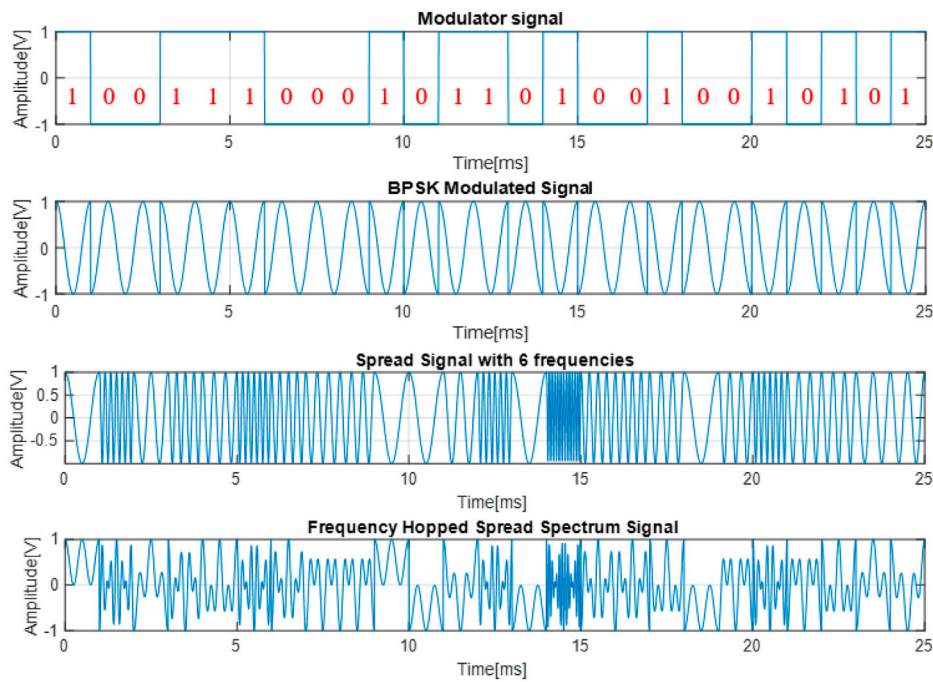 Modulator signal
Amplitude[V]
1
0
-1
1 0 0 1 1 1 0 0 0 1 0 1 1 0 1 0 0 1 0 0 1 0 1 0 1
0 5 10 15 20 25
Time[ms]
BPSK Modulated Signal
Amplitude[V]
1
0
-1
0 5 10 15 20 25
Time[ms]
Spread Signal with 6 frequencies
Amplitude[V]
1
0.5
0
-0.5
0 5 10 15 20 25
Time[ms]
Frequency Hopped Spread Spectrum Signal
Amplitude[V]
1
0
-1
0 5 10 15 20 25
Time[ms]